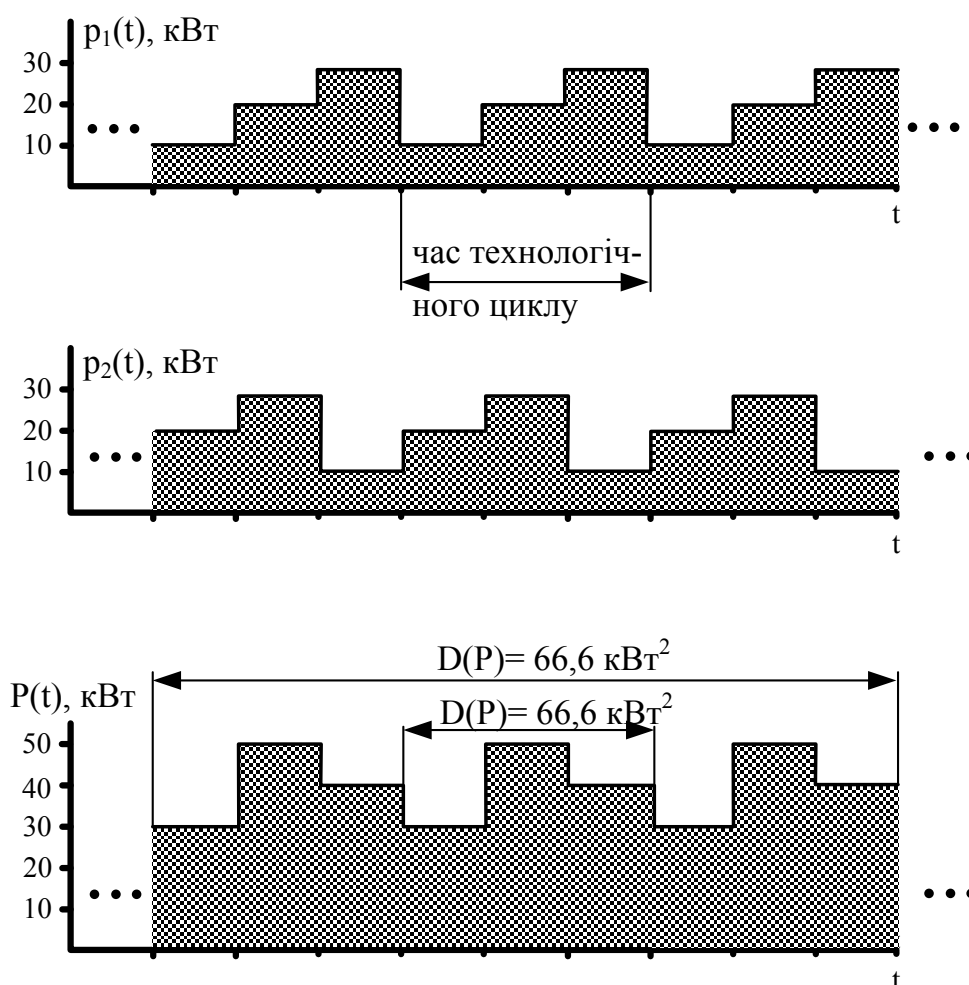 p₁(t), кВт
30
20
10
• • •
• • •
t
час технологіч-
ного циклу
p₂(t), кВт
30
20
10
• • •
• • •
t
D(P)= 66,6 кВт²
P(t), кВт
D(P)= 66,6 кВт²
50
40
30
20
10
• • •
• • •
t